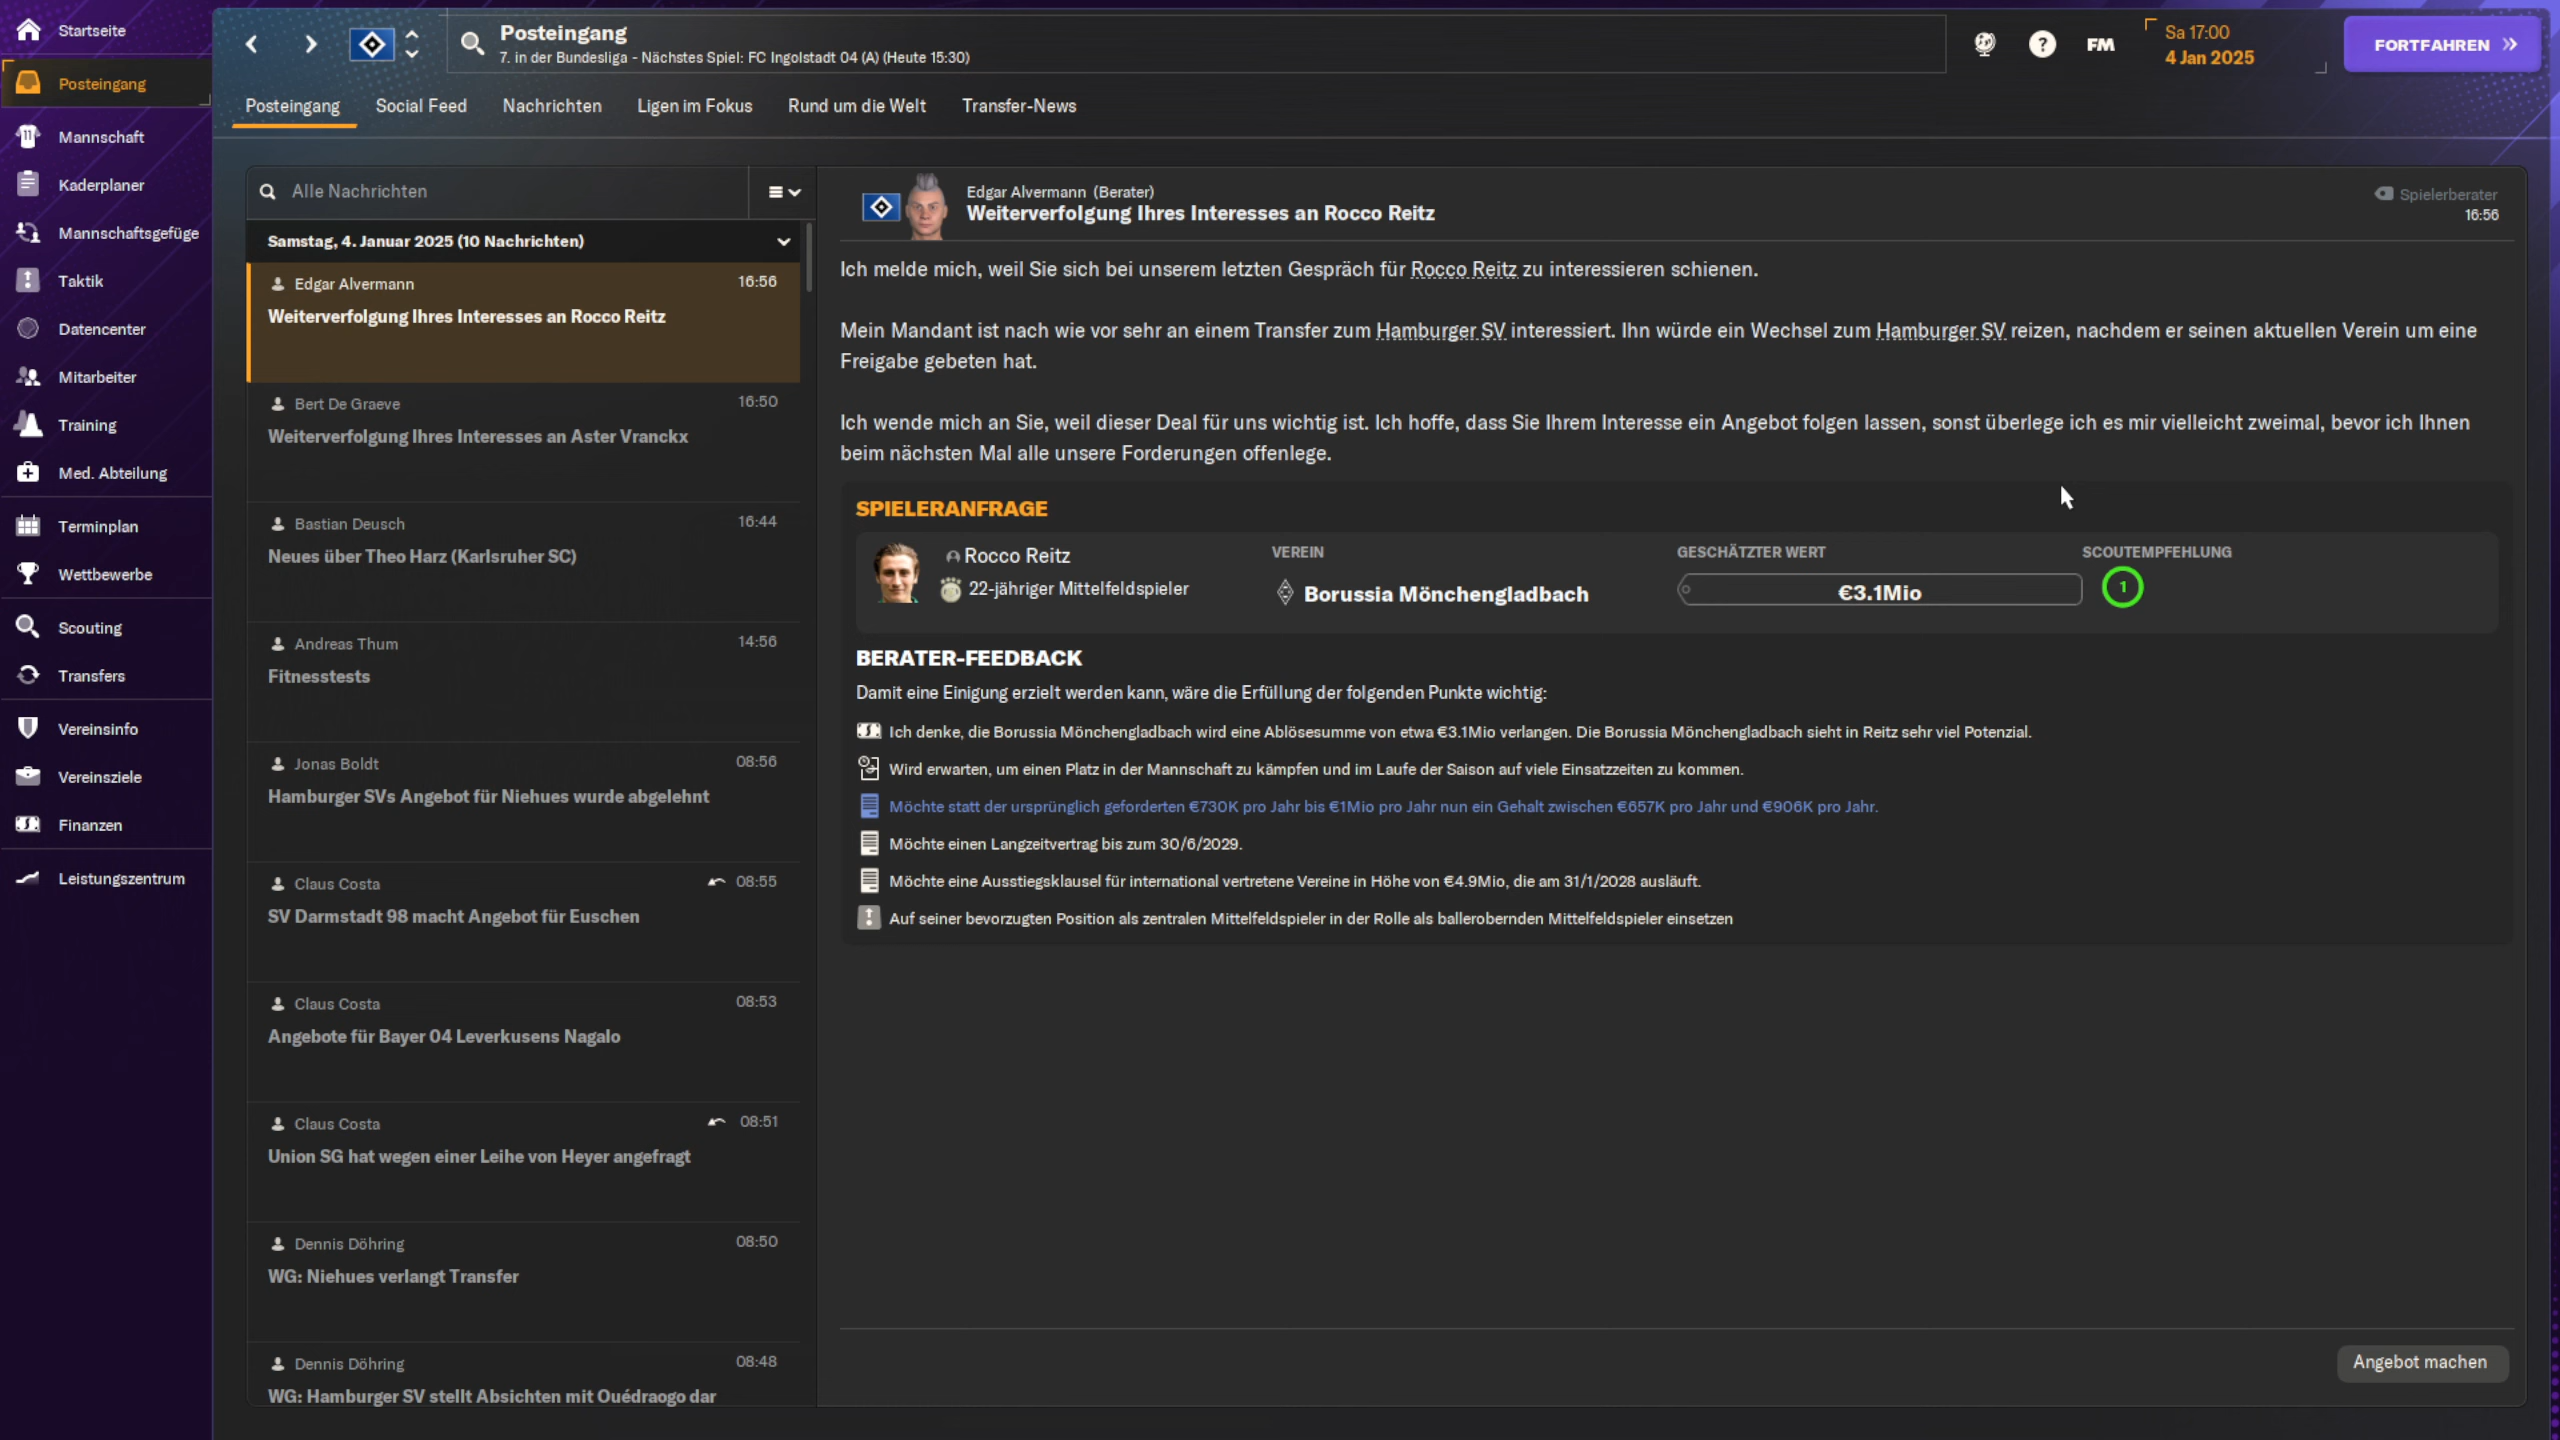 Startseite
Posteingang
Mannschaft
Kaderplaner
Mannschaftsgefüge
Taktik
Datencenter
Mitarbeiter
Training
Med. Abteilung
Terminplan
Wettbewerbe
Scouting
Transfers
Vereinsinfo
Vereinsziele
Finanzen
Leistungszentrum
Posteingang
7. in der Bundesliga - Nächstes Spiel: FC Ingolstadt 04 (A) (Heute 15:30)
?
FM
Sa 17:00
4 Jan 2025
FORTFAHREN
Posteingang Social Feed Nachrichten Ligen im Fokus Rund um die Welt Transfer-News
Alle Nachrichten
Samstag, 4. Januar 2025 (10 Nachrichten)
Edgar Alvermann 16:56
Weiterverfolgung Ihres Interesses an Rocco Reitz
Bert De Graeve 16:50
Weiterverfolgung Ihres Interesses an Aster Vranckx
Bastian Deusch 16:44
Neues über Theo Harz (Karlsruher SC)
Andreas Thum 14:56
Fitnesstests
Jonas Boldt 08:56
Hamburger SVs Angebot für Niehues wurde abgelehnt
Claus Costa 08:55
SV Darmstadt 98 macht Angebot für Euschen
Claus Costa 08:53
Angebote für Bayer 04 Leverkusens Nagalo
Claus Costa 08:51
Union SG hat wegen einer Leihe von Heyer angefragt
Dennis Döhring 08:50
WG: Niehues verlangt Transfer
Dennis Döhring 08:48
WG: Hamburger SV stellt Absichten mit Ouédraogo dar
Edgar Alvermann (Berater)
Weiterverfolgung Ihres Interesses an Rocco Reitz
Spielerberater
16:56
Ich melde mich, weil Sie sich bei unserem letzten Gespräch für Rocco Reitz zu interessieren schienen.
Mein Mandant ist nach wie vor sehr an einem Transfer zum Hamburger SV interessiert. Ihn würde ein Wechsel zum Hamburger SV reizen, nachdem er seinen aktuellen Verein um eine
Freigabe gebeten hat.
Ich wende mich an Sie, weil dieser Deal für uns wichtig ist. Ich hoffe, dass Sie Ihrem Interesse ein Angebot folgen lassen, sonst überlege ich es mir vielleicht zweimal, bevor ich Ihnen
beim nächsten Mal alle unsere Forderungen offenlege.
SPIELERANFRAGE
Rocco Reitz
22-jähriger Mittelfeldspieler
VEREIN
Borussia Mönchengladbach
GESCHÄTZTER WERT
€3.1Mio
SCOUTEMPFEHLUNG
1
BERATER-FEEDBACK
Damit eine Einigung erzielt werden kann, wäre die Erfüllung der folgenden Punkte wichtig:
Ich denke, die Borussia Mönchengladbach wird eine Ablösesumme von etwa €3.1Mio verlangen. Die Borussia Mönchengladbach sieht in Reitz sehr viel Potenzial.
Wird erwarten, um einen Platz in der Mannschaft zu kämpfen und im Laufe der Saison auf viele Einsatzzeiten zu kommen.
Möchte statt der ursprünglich geforderten €730K pro Jahr bis €1Mio pro Jahr nun ein Gehalt zwischen €657K pro Jahr und €906K pro Jahr.
Möchte einen Langzeitvertrag bis zum 30/6/2029.
Möchte eine Ausstiegsklausel für international vertretene Vereine in Höhe von €4.9Mio, die am 31/1/2028 ausläuft.
Auf seiner bevorzugten Position als zentralen Mittelfeldspieler in der Rolle als ballerobernden Mittelfeldspieler einsetzen
Angebot machen